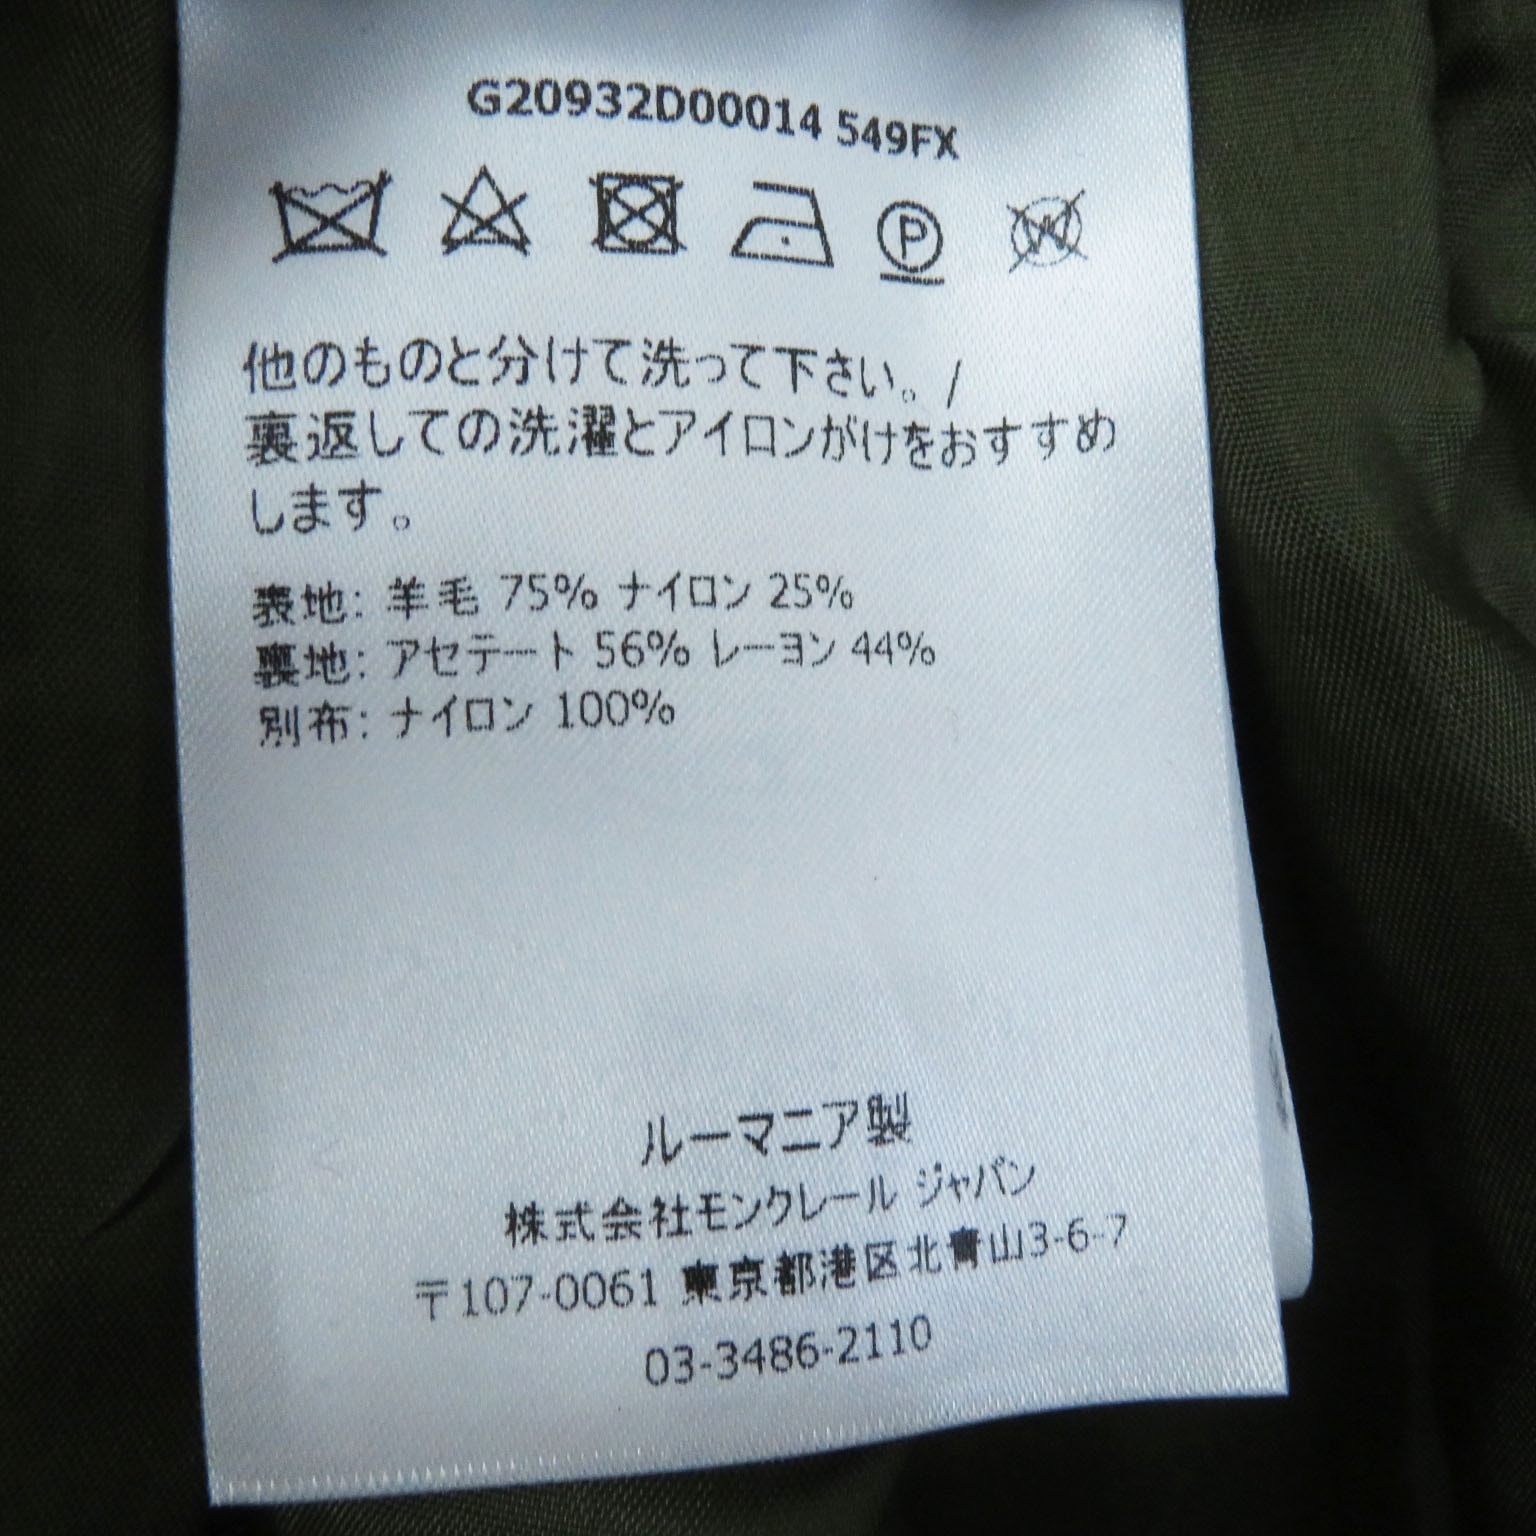 G20932D00014 549FX
P W
他のものと分けて洗って下さい。/
裏返しての洗濯とアイロンがけをおすすめ
します。
表地: 羊毛 75% ナイロン 25%
裏地: アセテート 56% レーヨン 44%
別布: ナイロン 100%
ルーマニア製
株式会社モンクレール ジャパン
〒107-0061 東京都港区北青山3-6-7
03-3486-2110